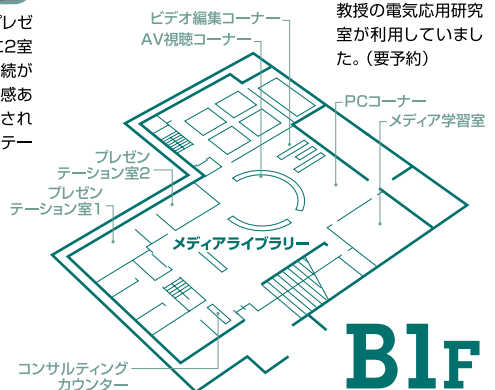 プレゼ
に2室
続が
感あ
され
テー
教授の電気応用研究
室が利用していまし
た。（要予約）
ビデオ編集コーナー
AV視聴コーナー
PCコーナー
メディア学習室
プレゼン
テーション室2
プレゼン
テーション室1
メディアライブラリー
コンサルティング
カウンター
B1F